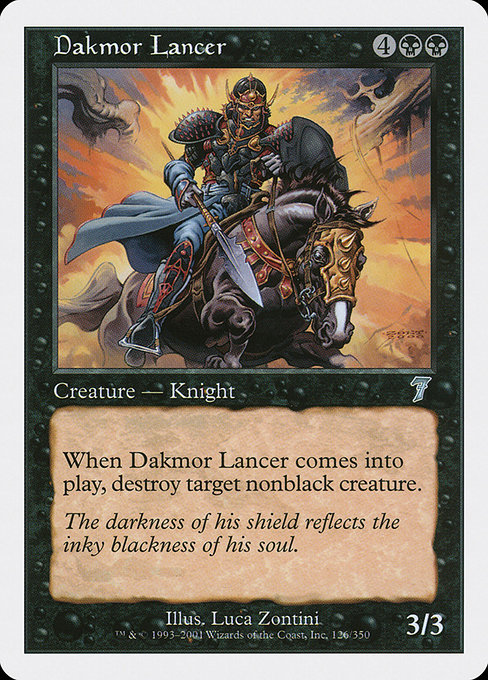 Dakmor Lancer 4
Creature — Knight 7
When Dakmor Lancer comes into
play, destroy target nonblack creature.
The darkness of his shield reflects the
inky blackness of his soul.
Illus. Luca Zontini
™ & © 1993–2001 Wizards of the Coast, Inc. 126/350
3/3